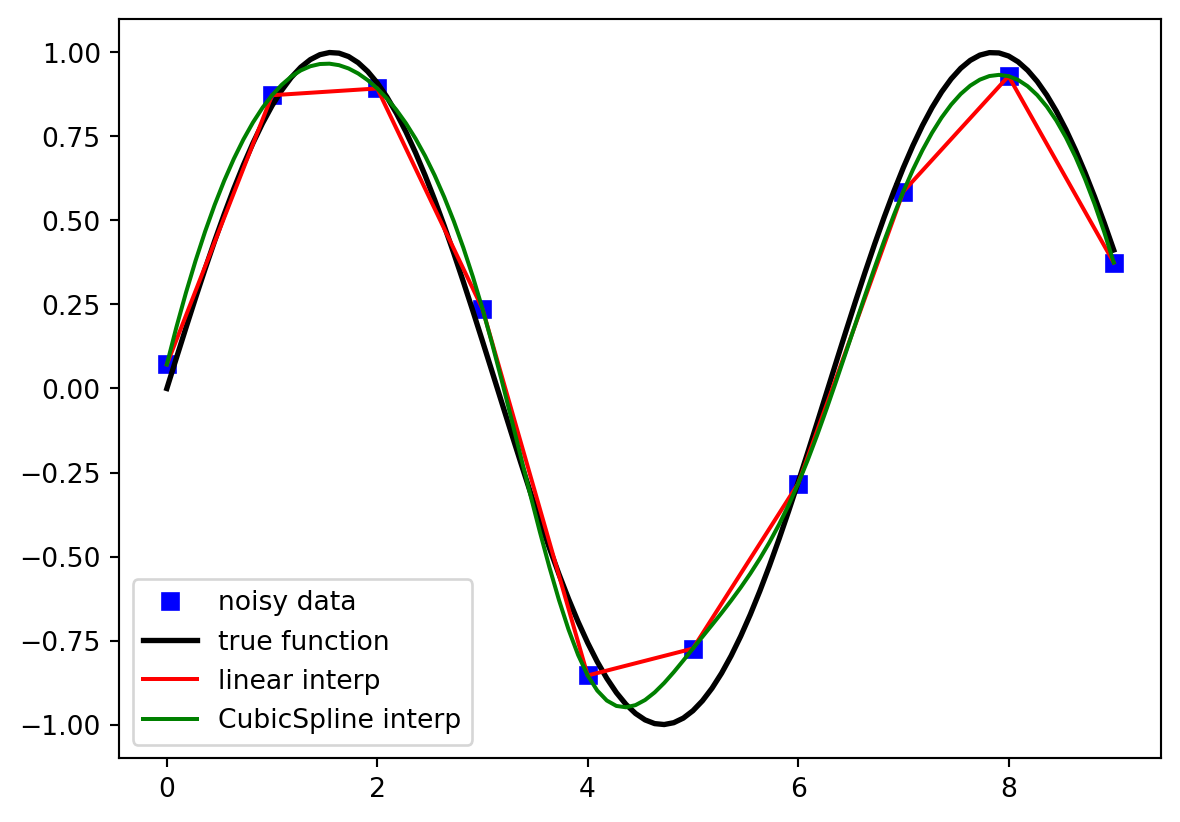 1.00
0.75
0.50
0.25
0.00
−0.25
−0.50
−0.75
−1.00
noisy data
true function
linear interp
CubicSpline interp
0 2 4 6 8